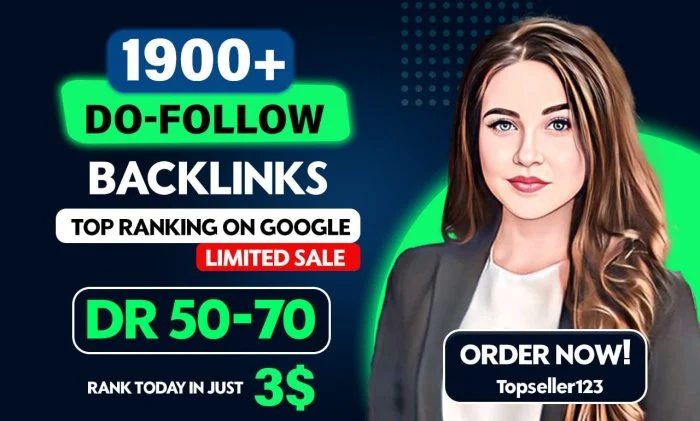 1900+
DO-FOLLOW
BACKLINKS
TOP RANKING ON GOOGLE
LIMITED SALE
DR 50-70
RANK TODAY IN JUST 3$
ORDER NOW!
Topseller123